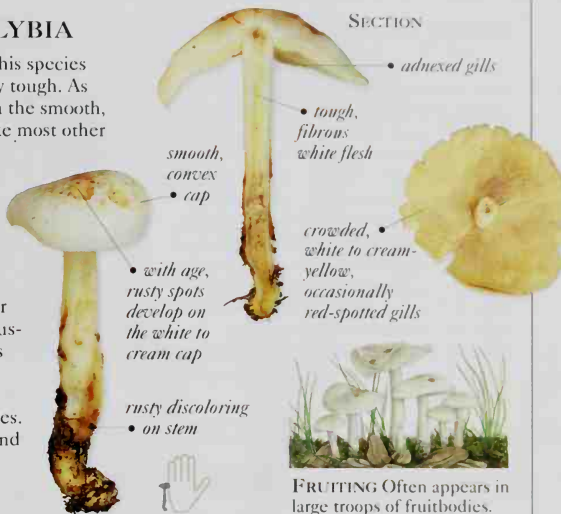 LYBIA
his species
y tough. As
n the smooth,
e most other
r
us-
s
es.
nd
SECTION
• adnexed gills
• tough,
fibrous
white flesh
smooth,
convex
• cap
crowded, •
white to cream-
yellow,
occasionally
red-spotted gills
• with age,
rusty spots
develop on
the white to
cream cap
rusty discoloring
• on stem
FRUITING Often appears in
large troops of fruitbodies.